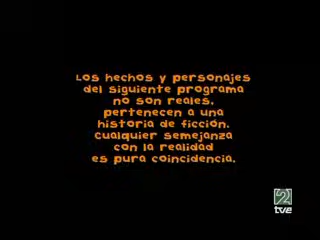 Los hechos y personajes
del siguiente programa
no son reales,
pertenecen a una
historia de ficción.
cualquier semejanza
con la realidad
es pura coincidencia.
2
tve